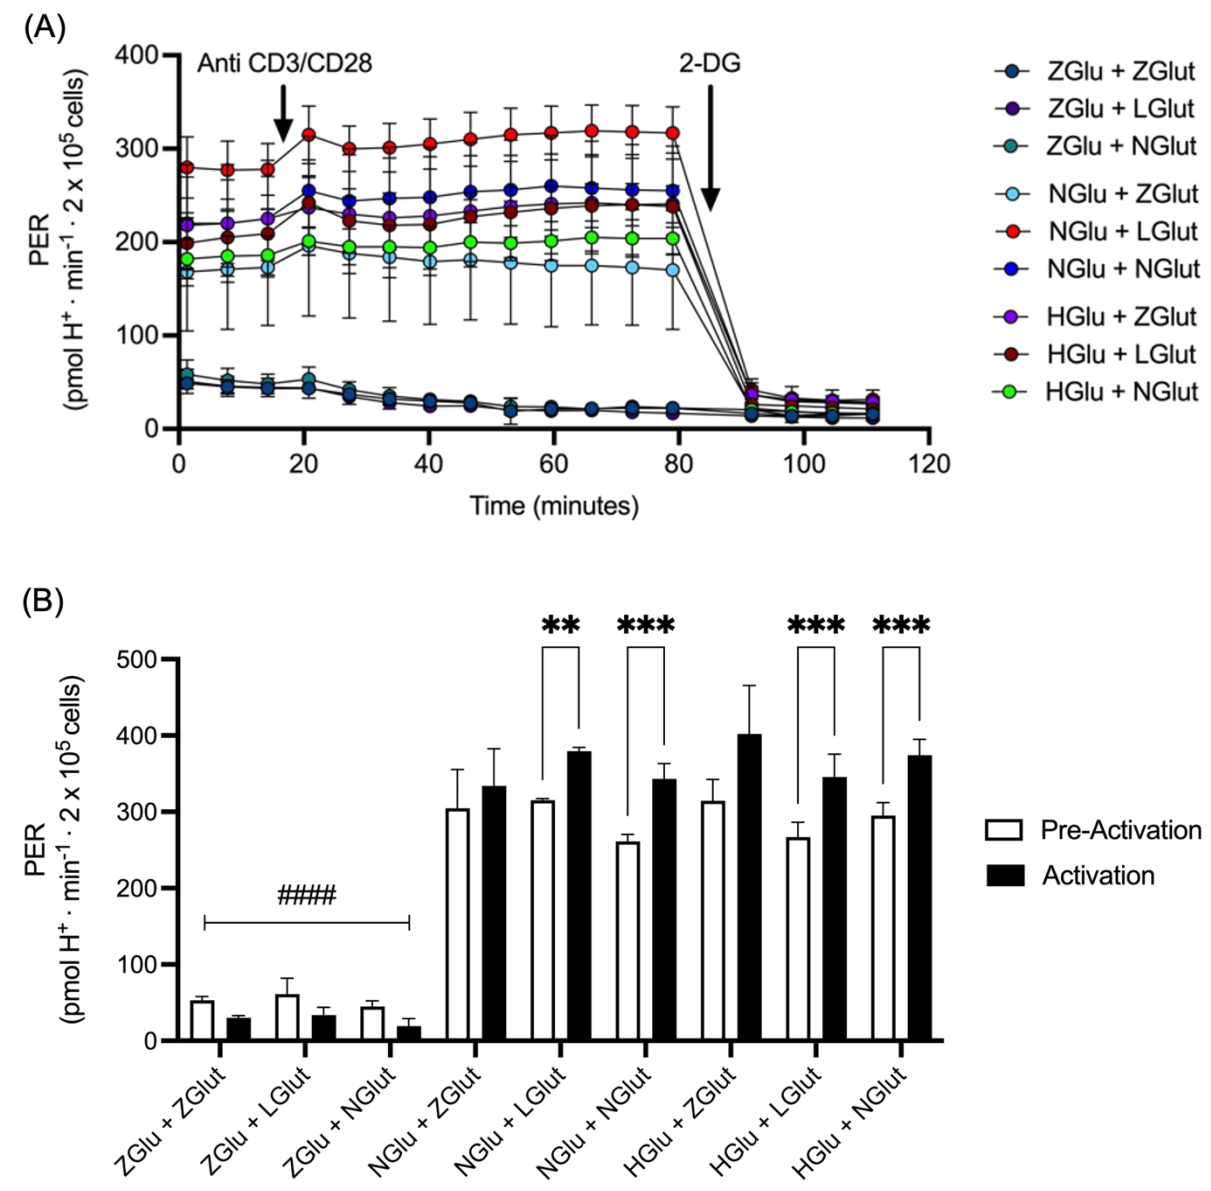 (A)
Anti CD3/CD28
2-DG
400
300
200
100
0
PER
(pmol H⁺ · min⁻¹ · 2 x 10⁵ cells)
0 20 40 60 80 100 120
Time (minutes)
ZGlu + ZGlut
ZGlu + LGlut
ZGlu + NGlut
NGlu + ZGlut
NGlu + LGlut
NGlu + NGlut
HGlu + ZGlut
HGlu + LGlut
HGlu + NGlut
(B)
** *** *** ***
####
500
400
300
200
100
0
PER
(pmol H⁺ · min⁻¹ · 2 x 10⁵ cells)
ZGlu + ZGlut
ZGlu + LGlut
ZGlu + NGlut
NGlu + ZGlut
NGlu + LGlut
NGlu + NGlut
HGlu + ZGlut
HGlu + LGlut
HGlu + NGlut
Pre-Activation
Activation